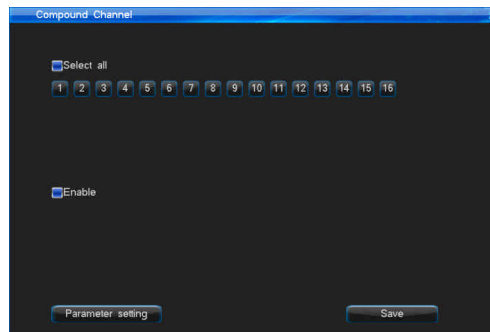 Compound Channel
Select all
1 2 3 4 5 6 7 8 9 10 11 12 13 14 15 16
Enable
Parameter setting Save